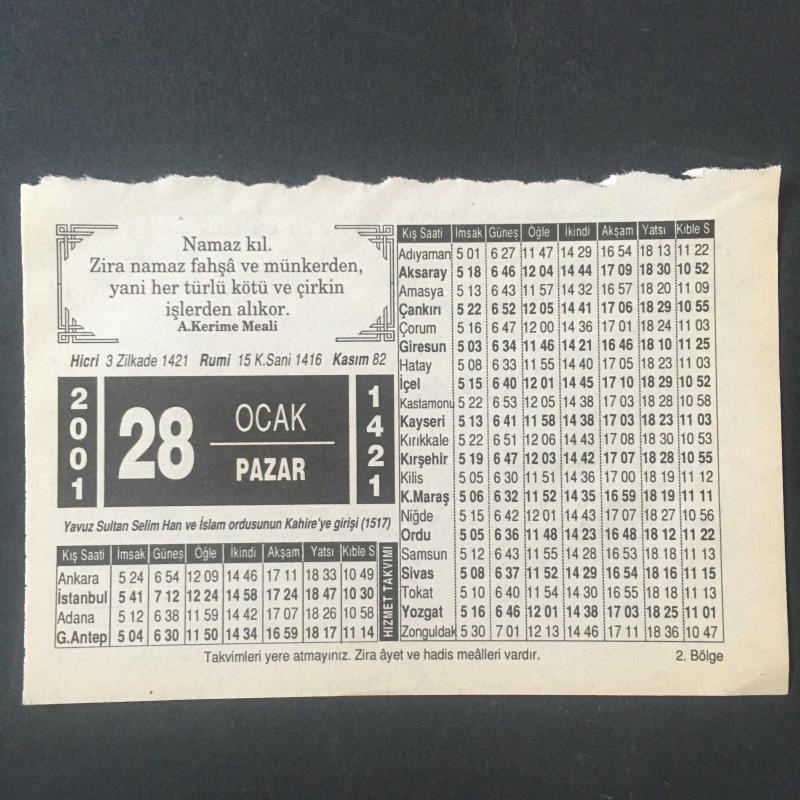 Namaz kıl.
Zira namaz fahşâ ve münkerden,
yani her türlü kötü ve çirkin
işlerden alıkor.
A.Kerime Meali
Hicri 3 Zilkade 1421 Rumi 15 K.Sani 1416 Kasım 82
2001
28
OCAK
PAZAR
1421
Yavuz Sultan Selim Han ve İslam ordusunun Kahire'ye girişi (1517)
Kış Saati İmsak Güneş Öğle İkindi Akşam Yatsı Kıble S
Ankara 5 24 6 54 12 09 14 46 17 11 18 33 10 49
İstanbul 5 41 7 12 12 24 14 58 17 24 18 47 10 30
Adana 5 12 6 38 11 59 14 42 17 07 18 26 10 58
G.Antep 5 04 6 30 11 50 14 34 16 59 18 17 11 14
HİZMET TAKVİMİ
Kış Saati İmsak Güneş Öğle İkindi Akşam Yatsı Kıble S
Adıyaman 5 01 6 27 11 47 14 29 16 54 18 13 11 22
Aksaray 5 18 6 46 12 04 14 44 17 09 18 30 10 52
Amasya 5 13 6 43 11 57 14 32 16 57 18 20 11 09
Çankırı 5 22 6 52 12 05 14 41 17 06 18 29 10 55
Çorum 5 16 6 47 12 00 14 36 17 01 18 24 11 03
Giresun 5 03 6 34 11 46 14 21 16 46 18 10 11 25
Hatay 5 08 6 33 11 55 14 40 17 05 18 23 11 03
İçel 5 15 6 40 12 01 14 45 17 10 18 29 10 52
Kastamonu 5 22 6 53 12 05 14 38 17 03 18 28 10 58
Kayseri 5 13 6 41 11 58 14 38 17 03 18 23 11 03
Kırıkkale 5 22 6 51 12 06 14 43 17 08 18 30 10 53
Kırşehir 5 19 6 47 12 03 14 42 17 07 18 28 10 55
Kilis 5 05 6 30 11 51 14 36 17 00 18 19 11 12
K.Maraş 5 06 6 32 11 52 14 35 16 59 18 19 11 11
Niğde 5 15 6 42 12 01 14 43 17 07 18 27 10 56
Ordu 5 05 6 36 11 48 14 23 16 48 18 12 11 22
Samsun 5 12 6 43 11 55 14 28 16 53 18 18 11 13
Sivas 5 08 6 37 11 52 14 29 16 54 18 16 11 15
Tokat 5 10 6 40 11 54 14 30 16 55 18 18 11 13
Yozgat 5 16 6 46 12 01 14 38 17 03 18 25 11 01
Zonguldak 5 30 7 01 12 13 14 46 17 11 18 36 10 47
Takvimleri yere atmayınız. Zira âyet ve hadis meâlleri vardır.
2. Bölge